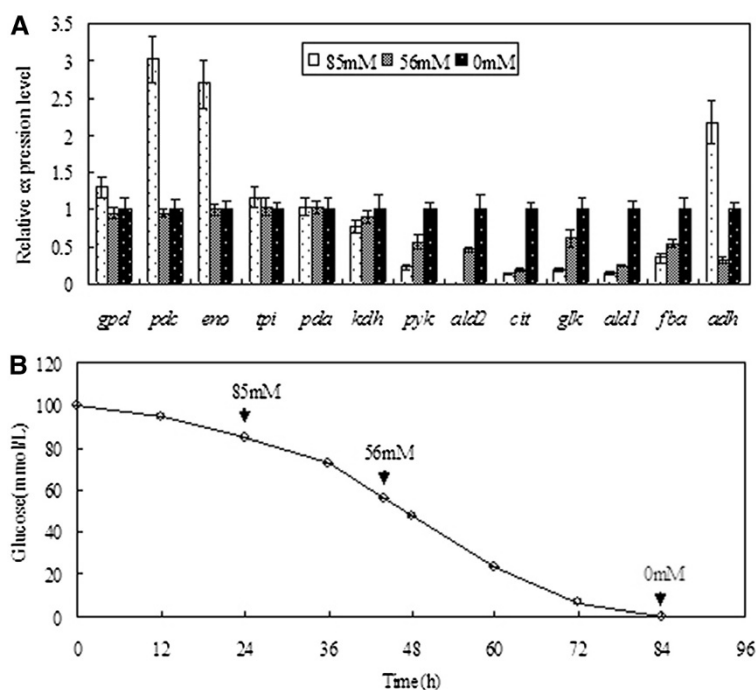 A
Relative expression level
3.5
3
2.5
2
1.5
1
0.5
0
85mM 56mM 0mM
gpd pdc eno tpi pda kdh pyk ald2 cit glk ald1 fba adh
B
Glucose(mmol/L)
120
100
80
60
40
20
0
85mM
56mM
0mM
0 12 24 36 48 60 72 84 96
Time(h)